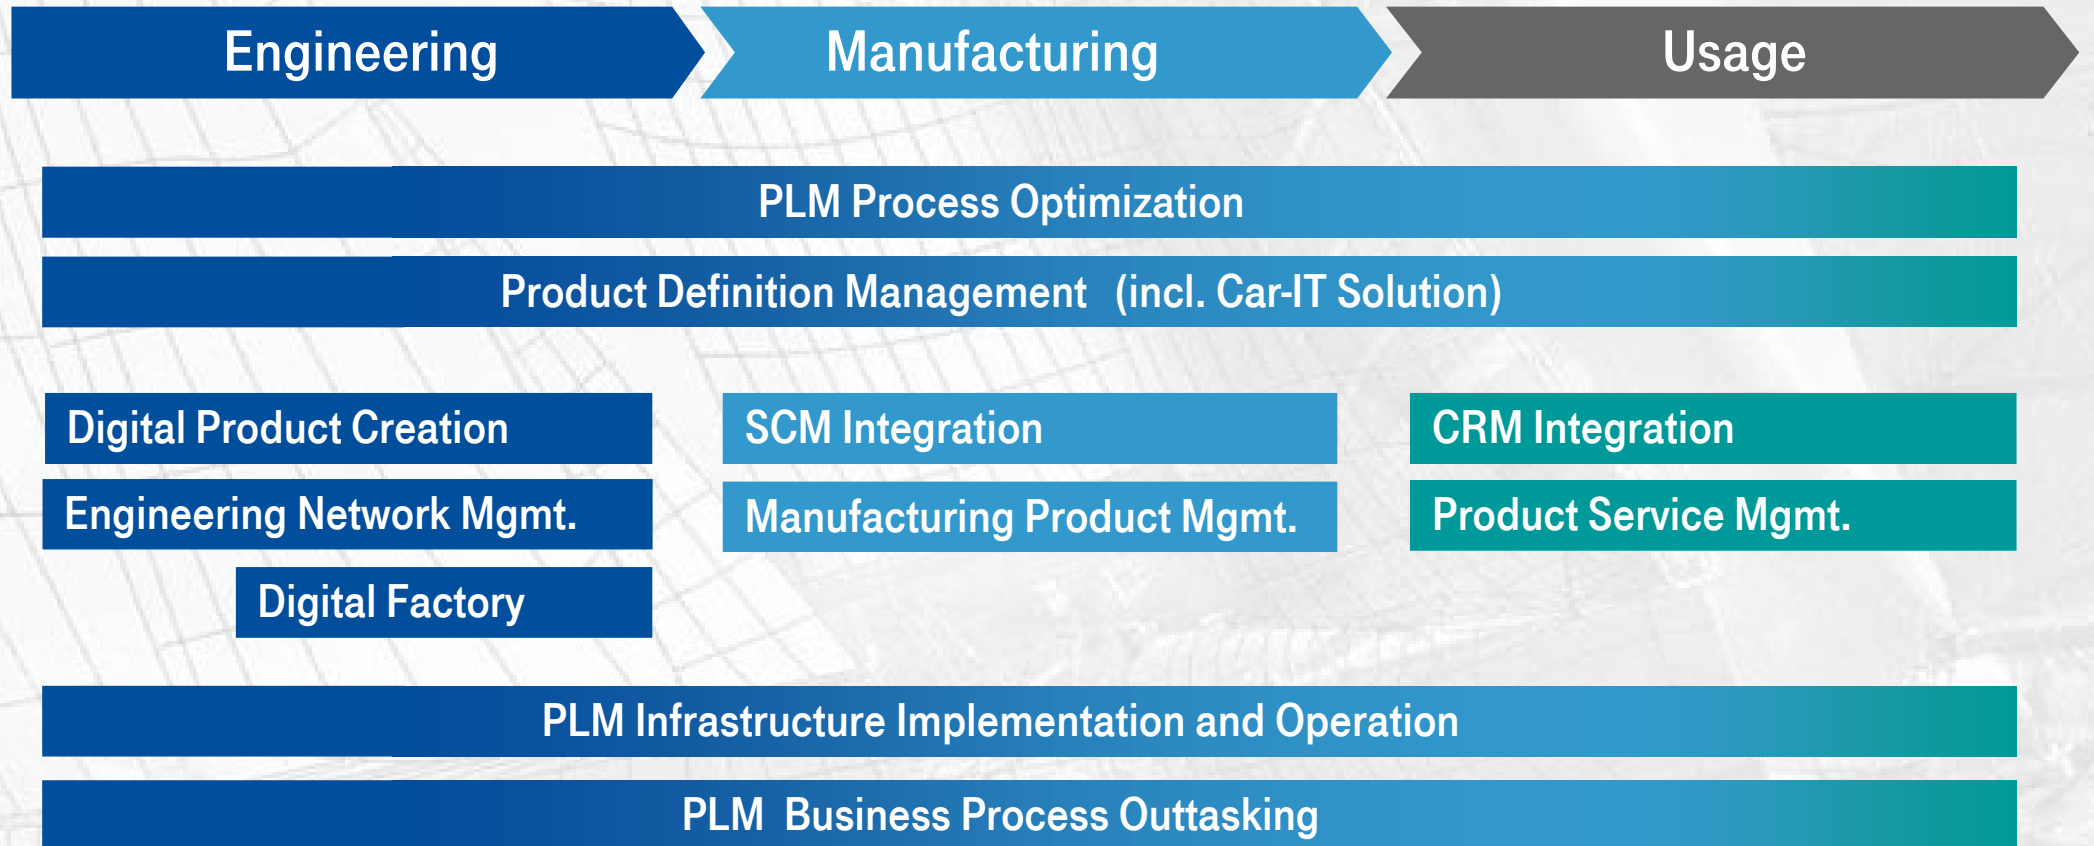 Engineering
Manufacturing
Usage
PLM Process Optimization
Product Definition Management (incl. Car-IT Solution)
Digital Product Creation
SCM Integration
CRM Integration
Engineering Network Mgmt.
Manufacturing Product Mgmt.
Product Service Mgmt.
Digital Factory
PLM Infrastructure Implementation and Operation
PLM Business Process Outtasking